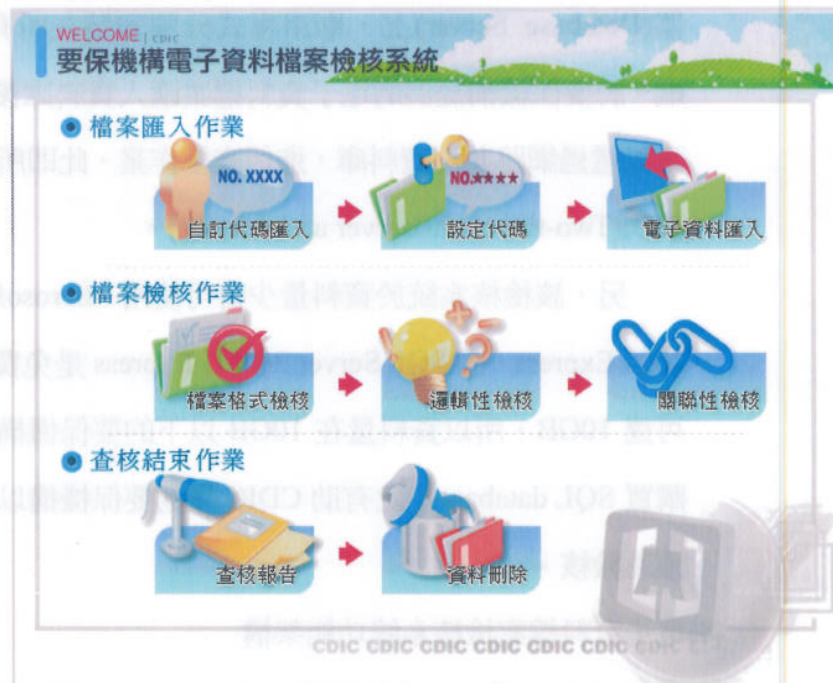 WELCOME | CDIC
要保機構電子資料檔案檢核系統
檔案匯入作業
NO. XXXX
自訂代碼匯入
NO.★★★★
設定代碼
電子資料匯入
檔案檢核作業
檔案格式檢核
邏輯性檢核
關聯性檢核
查核結束作業
查核報告
資料刪除
CDIC CDIC CDIC CDIC CDIC CDIC CDIC